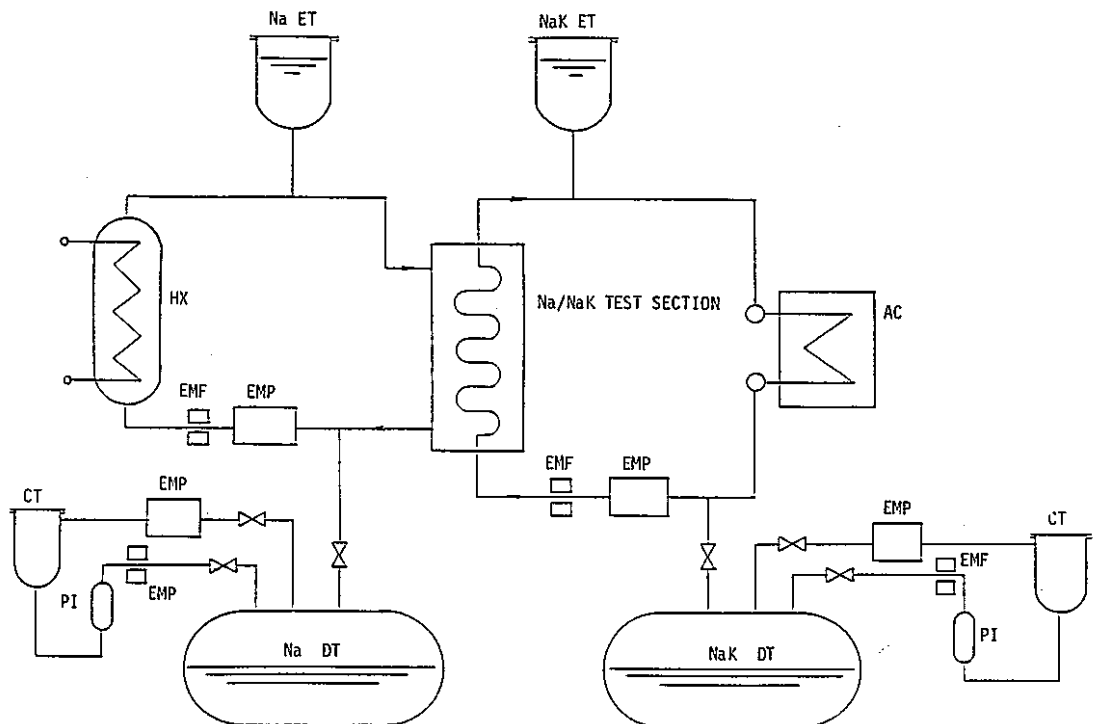 Na ET
NaK ET
HX
Na/NaK TEST SECTION
AC
EMF
EMP
EMF
EMP
CT
EMP
EMP
CT
EMF
PI
EMP
PI
Na DT
NaK DT